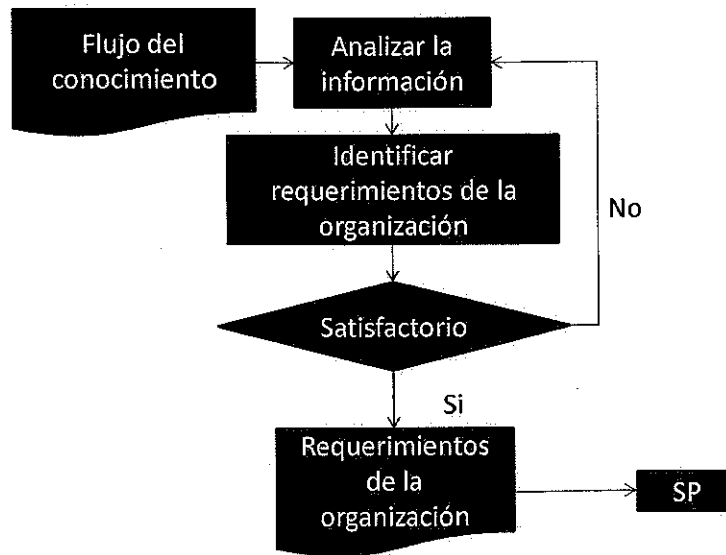 Flujo del
conocimiento
Analizar la
información
Identificar
requerimientos de la
organización
No
Satisfactorio
Si
Requerimientos
de la
organización
SP